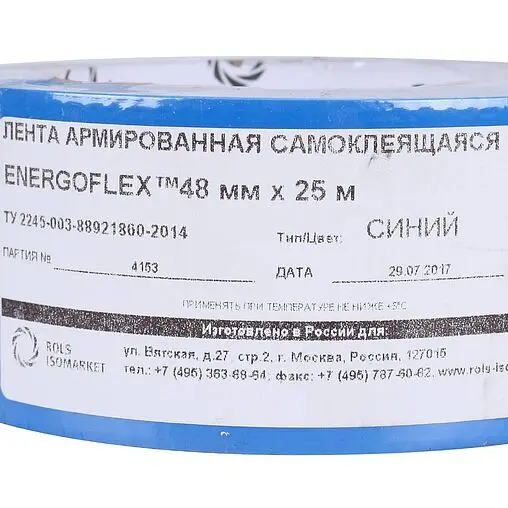 ЛЕНТА АРМИРОВАННАЯ САМОКЛЕЯЩАЯСЯ
ENERGOFLEX™48 мм x 25 м
ТУ 2245-003-88921860-2014
Тип/Цвет: СИНИЙ
ПАРТИЯ № 4153
ДАТА 29.07.2017
ПРИМЕНЯТЬ ПРИ ТЕМПЕРАТУРЕ НЕ НИЖЕ +5°C
Изготовлено в России для
ROLS
ISOMARKET
ул. Вятская, д.27, стр.2, г. Москва, Россия, 127015
тел.: +7 (495) 363-68-64; факс: +7 (495) 787-60-62, www.rols-iso